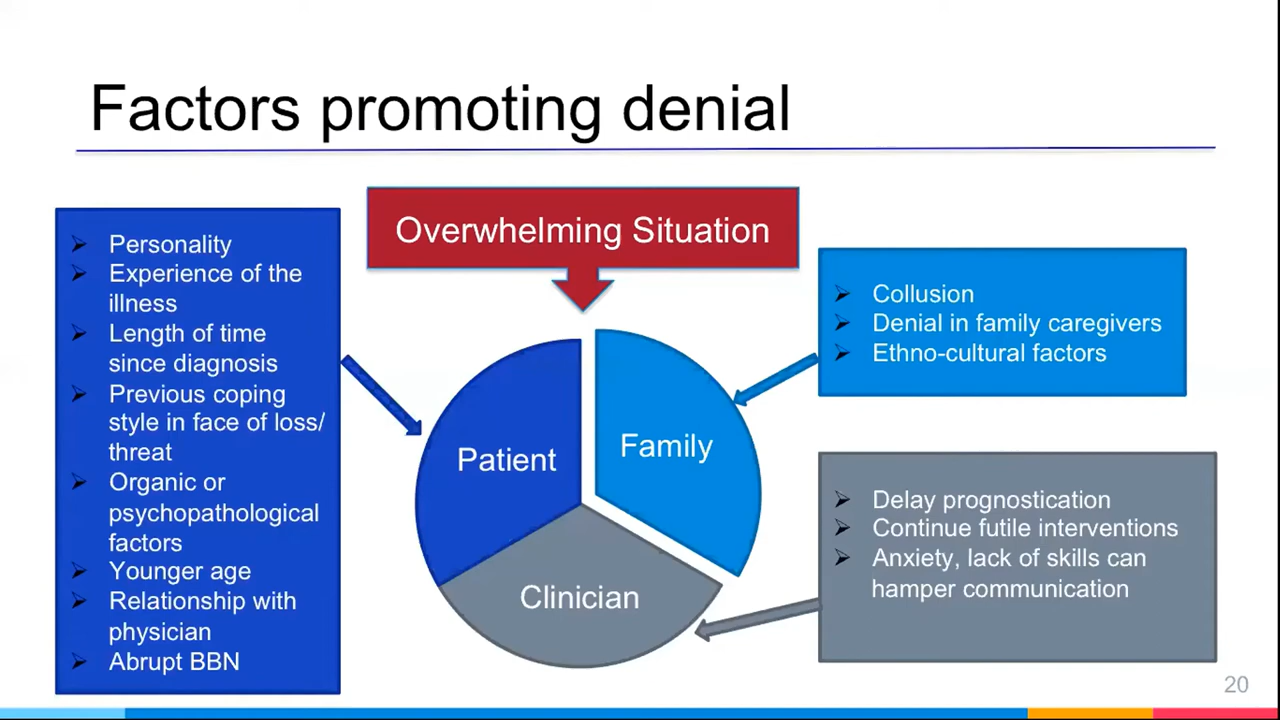 Factors promoting denial
Overwhelming Situation
Personality
Experience of the
illness
Length of time
since diagnosis
Previous coping
style in face of loss/
threat
Organic or
psychopathological
factors
Younger age
Relationship with
physician
Abrupt BBN
Patient
Family
Clinician
Collusion
Denial in family caregivers
Ethno-cultural factors
Delay prognostication
Continue futile interventions
Anxiety, lack of skills can
hamper communication
20